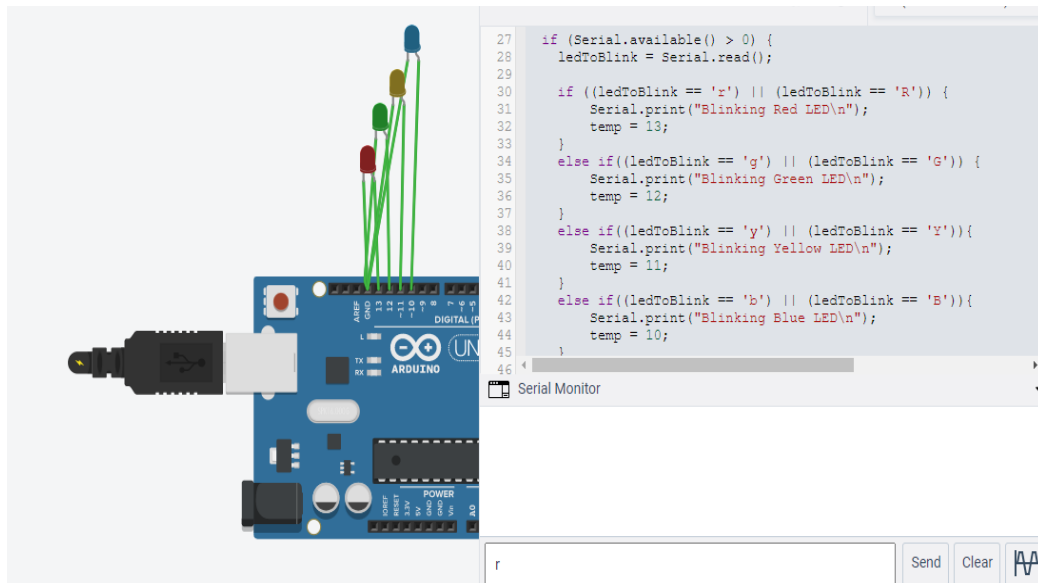 AREF
GND
13
12
~11
~10
~9
8
7
~6
~5
DIGITAL (P
L
TX
RX
UN
ARDUINO
POWER
IOREF
RESET
3.3V
5V
GND
GND
Vin
A0
27 if (Serial.available() > 0) {
28 ledToBlink = Serial.read();
29
30 if ((ledToBlink == 'r') || (ledToBlink == 'R')) {
31 Serial.print("Blinking Red LED\n");
32 temp = 13;
33 }
34 else if((ledToBlink == 'g') || (ledToBlink == 'G')) {
35 Serial.print("Blinking Green LED\n");
36 temp = 12;
37 }
38 else if((ledToBlink == 'y') || (ledToBlink == 'Y')){
39 Serial.print("Blinking Yellow LED\n");
40 temp = 11;
41 }
42 else if((ledToBlink == 'b') || (ledToBlink == 'B')){
43 Serial.print("Blinking Blue LED\n");
44 temp = 10;
45 }
46
Serial Monitor
r
Send
Clear